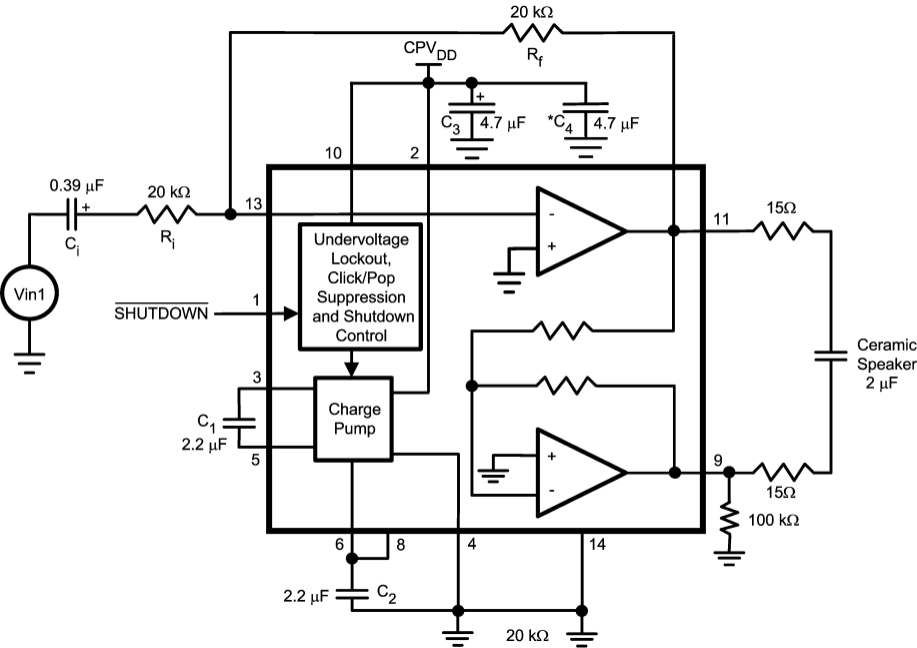 20 kΩ
Rf
CPVDD
+
C3 4.7 µF
*C4 4.7 µF
10
2
0.39 µF
+
Ci
20 kΩ
Ri
13
-
+
11
15Ω
Undervoltage
Lockout,
Click/Pop
Suppression
and Shutdown
Control
Vin1
1
SHUTDOWN
Ceramic
Speaker
2 µF
3
C1
2.2 µF
5
Charge
Pump
+
-
9
15Ω
100 kΩ
6
8
4
14
2.2 µF
C2
20 kΩ